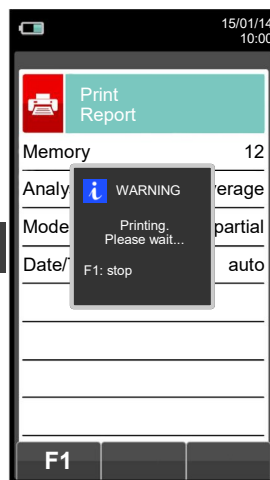 15/01/14
10:00
Print
Report
Memory 12
Analy verage
Mode partial
Date/ auto
i WARNING
Printing.
Please wait...
F1: stop
F1